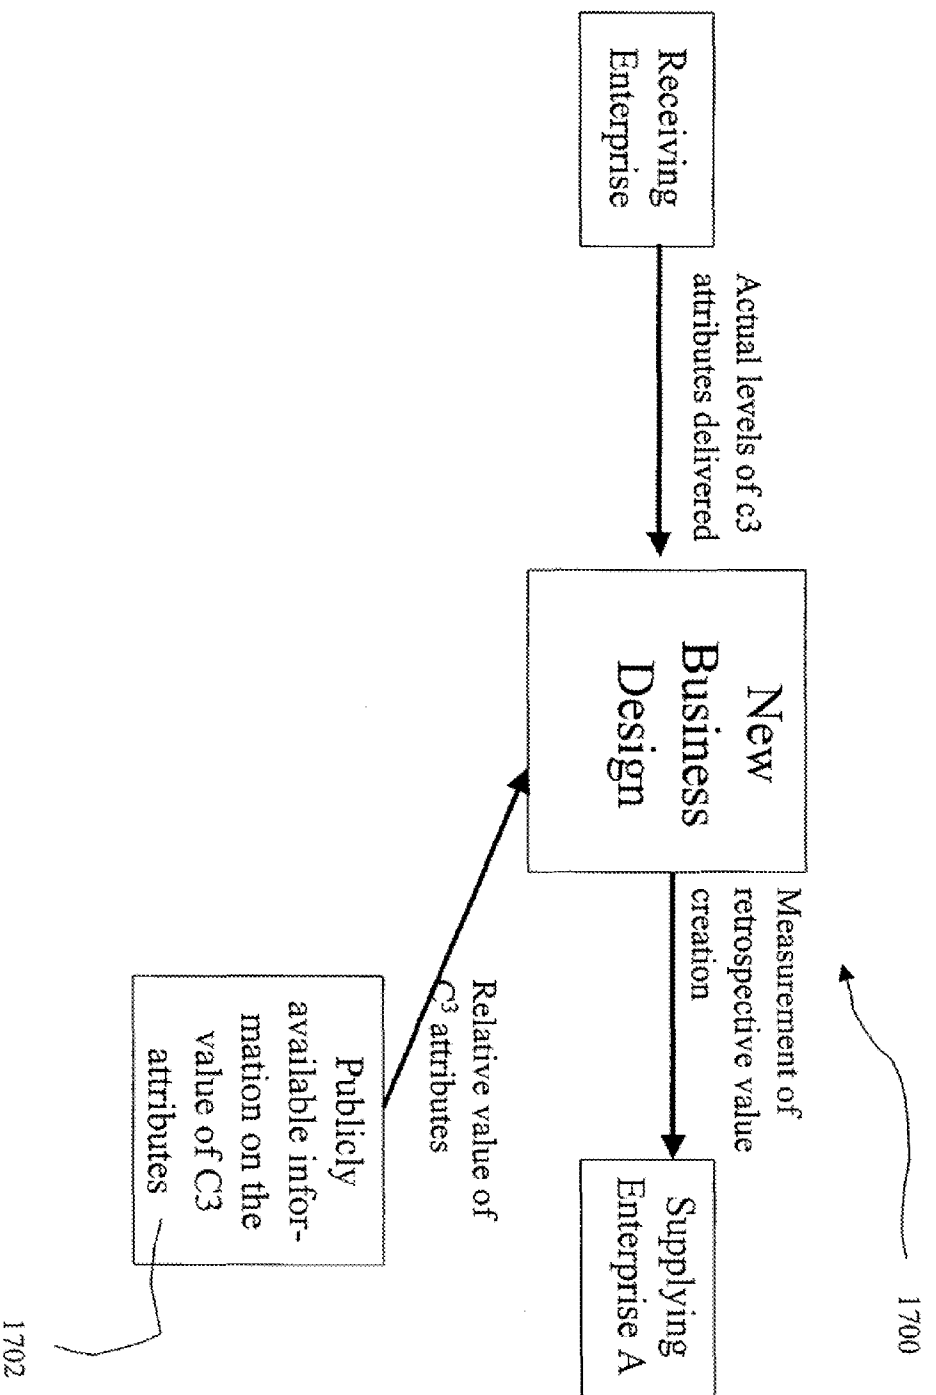 1700
Receiving
Enterprise
Actual levels of c3
attributes delivered
New
Business
Design
Measurement of
retrospective value
creation
Supplying
Enterprise A
Relative value of
C³ attributes
Publicly
available infor-
mation on the
value of C3
attributes
1702